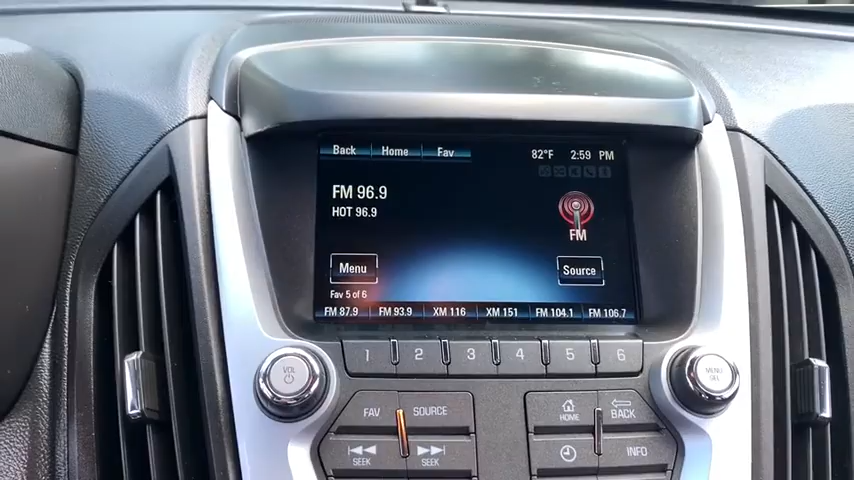 Back Home Fav 82°F 2:59 PM
FM 96.9
HOT 96.9
FM
Menu Source
Fav 5 of 6
FM 87.9 FM 93.9 XM 116 XM 151 FM 104.1 FM 106.7
1 2 3 4 5 6
VOL
MENU
SEL
FAV SOURCE
HOME BACK
SEEK SEEK
INFO